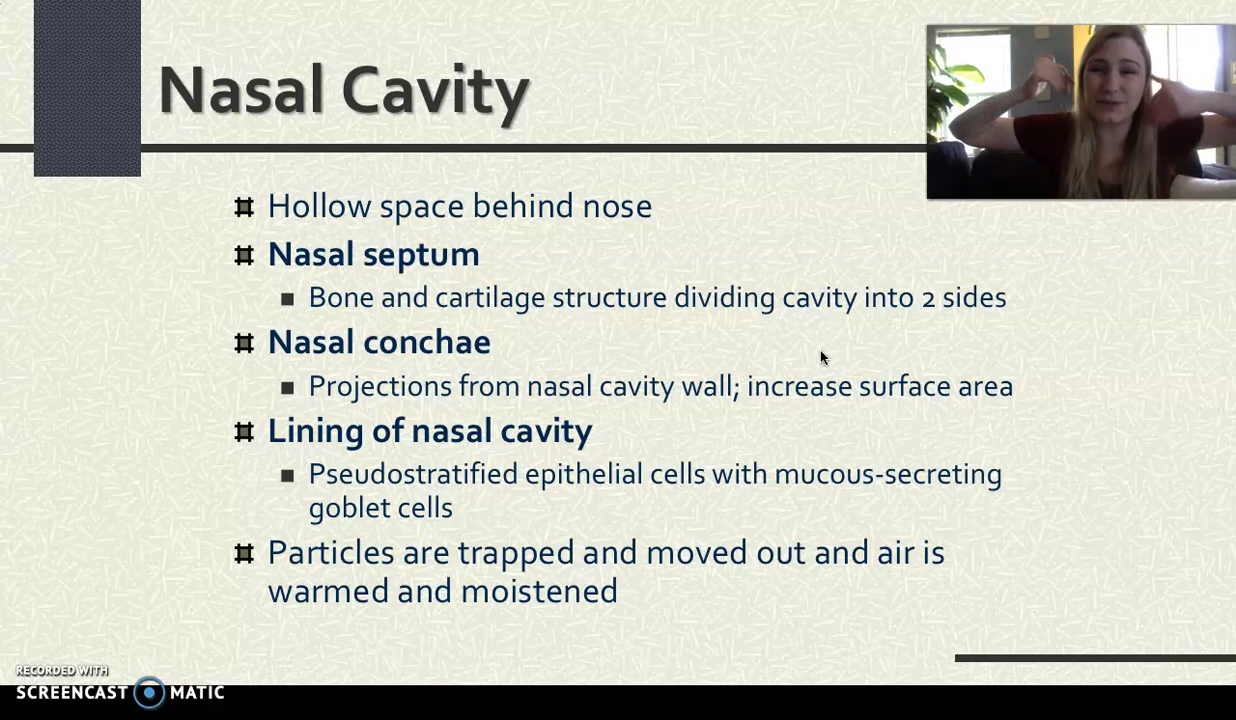 Nasal Cavity
Hollow space behind nose
Nasal septum
Bone and cartilage structure dividing cavity into 2 sides
Nasal conchae
Projections from nasal cavity wall; increase surface area
Lining of nasal cavity
Pseudostratified epithelial cells with mucous-secreting
goblet cells
Particles are trapped and moved out and air is
warmed and moistened
RECORDED WITH
SCREENCAST MATIC